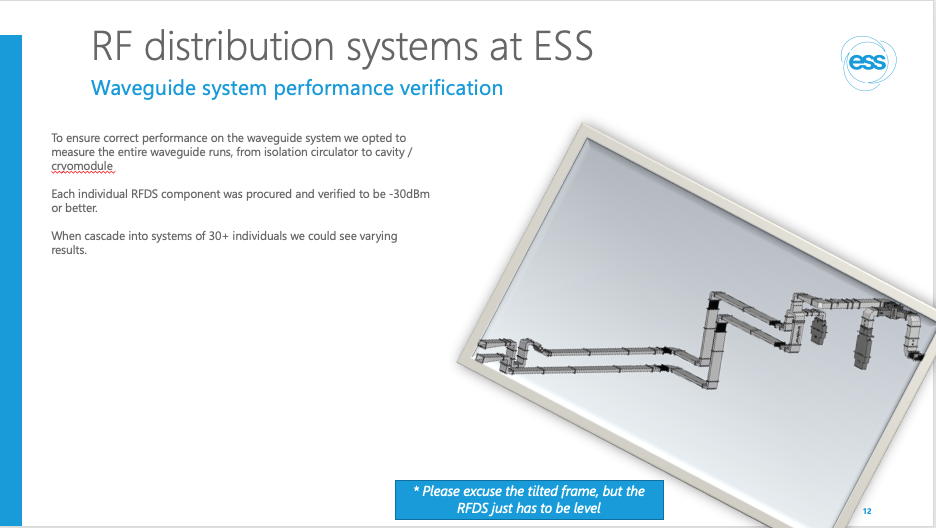 RF distribution systems at ESS
ess
Waveguide system performance verification
To ensure correct performance on the waveguide system we opted to
measure the entire waveguide runs, from isolation circulator to cavity /
cryomodule
Each individual RFDS component was procured and verified to be -30dBm
or better.
When cascade into systems of 30+ individuals we could see varying
results.
* Please excuse the tilted frame, but the
RFDS just has to be level
12